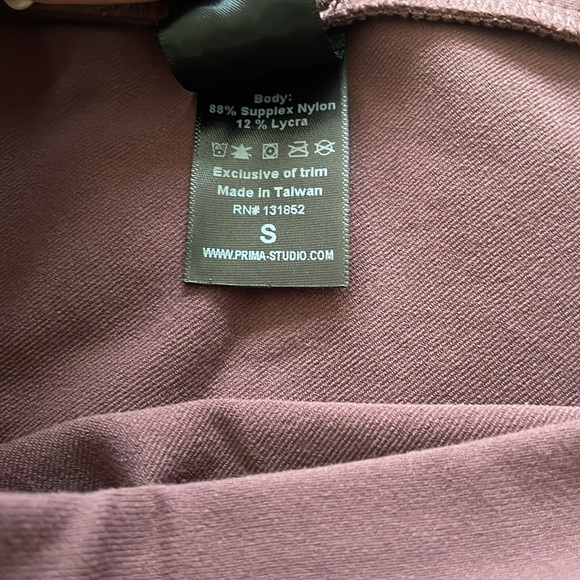 Body:
88% Supplex Nylon
12 % Lycra
Exclusive of trim
Made in Taiwan
RN# 131852
S
WWW.PRIMA-STUDIO.COM